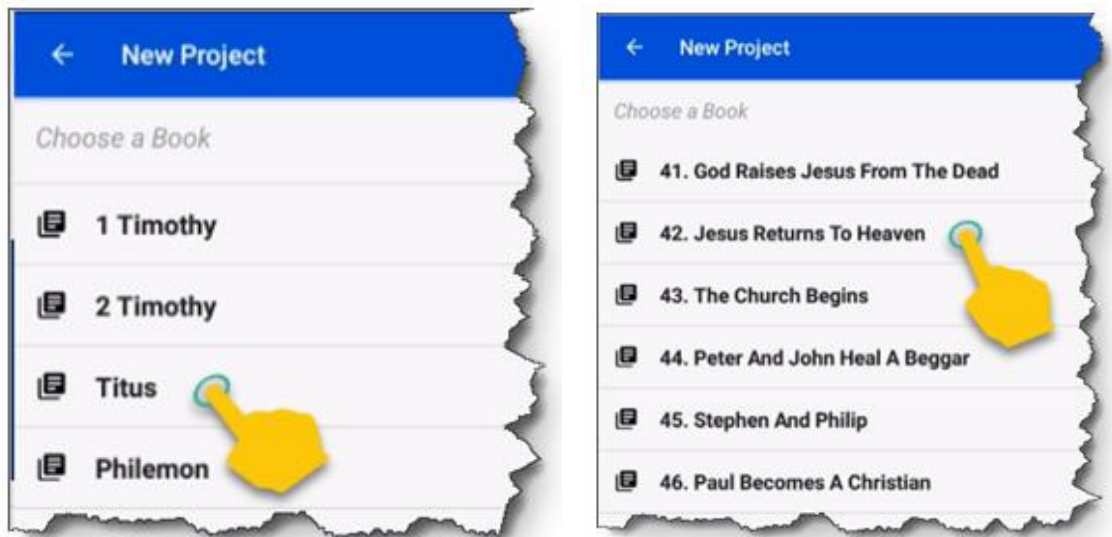 New Project
Choose a Book
1 Timothy
2 Timothy
Titus
Philemon
New Project
Choose a Book
41. God Raises Jesus From The Dead
42. Jesus Returns To Heaven
43. The Church Begins
44. Peter And John Heal A Beggar
45. Stephen And Philip
46. Paul Becomes A Christian